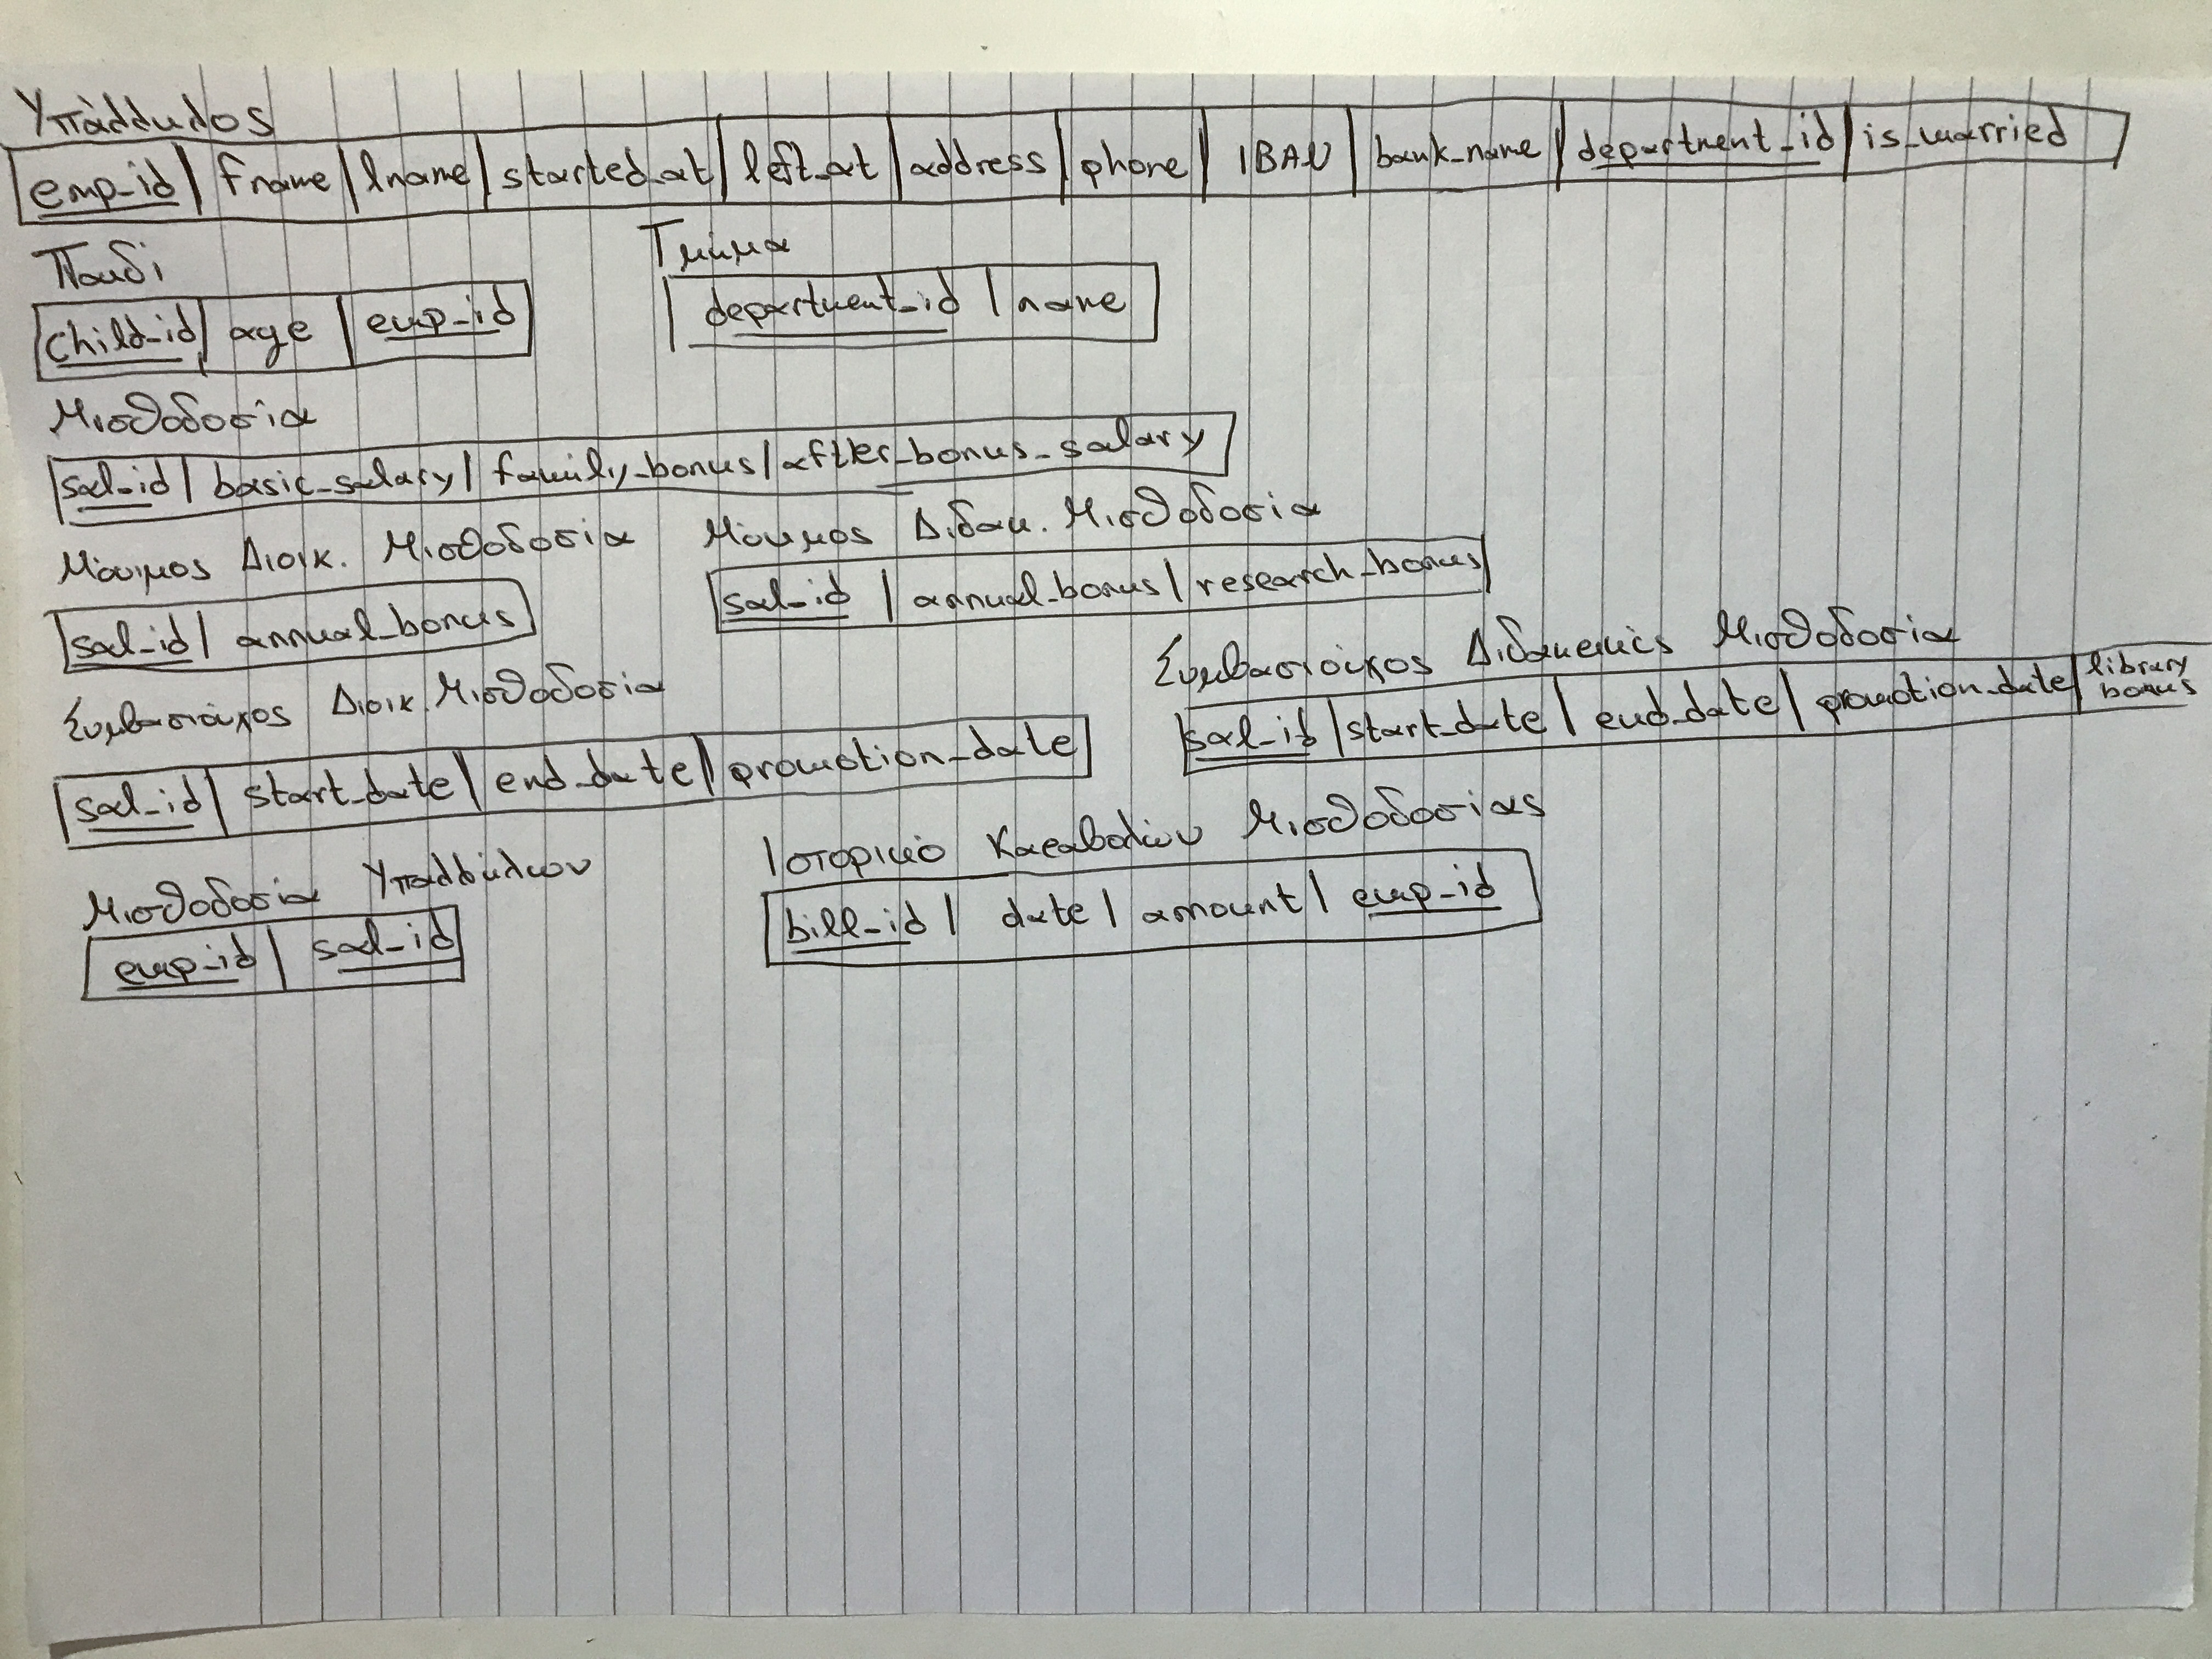 Υπάλληλος
emp_id | fname | lname | started_at | left_at | address | phone | IBAN | bank_name | department_id | is_married
Παιδί
child_id | age | emp_id
Τμήμα
department_id | name
Μισθοδοσία
sal_id | basic_salary | family_bonus | after_bonus_salary
Μόνιμος Διοικ. Μισθοδοσία
sal_id | annual_bonus
Μόνιμος Διδακ. Μισθοδοσία
sal_id | annual_bonus | research_bonus
Συμβασιούχος Διοικ. Μισθοδοσία
sal_id | start_date | end_date | promotion_date
Συμβασιούχος Διδακτικής Μισθοδοσία
sal_id | start_date | end_date | promotion_date | library bonus
Μισθοδοσία Υπαλλήλων
emp_id | sal_id
Ιστορικό Καταβολών Μισθοδοσίας
bill_id | date | amount | emp_id